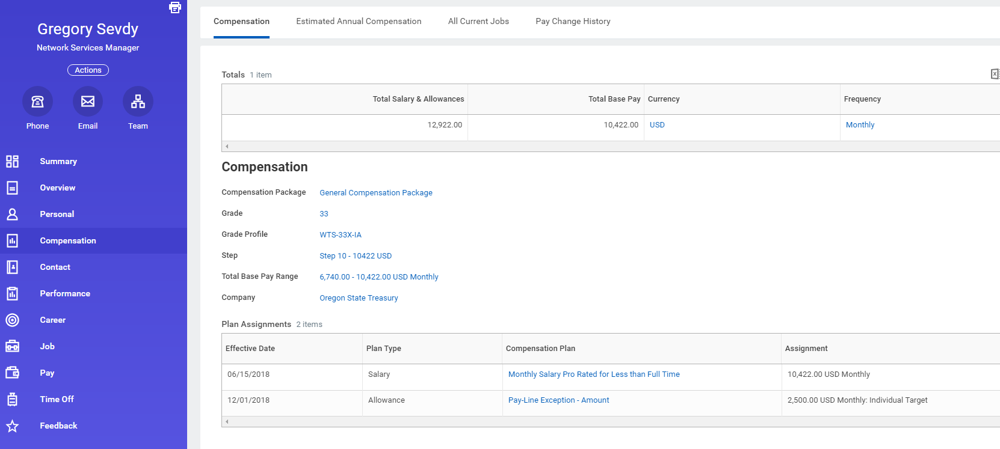 Gregory Sevdy
Network Services Manager
Actions
Phone Email Team
Summary
Overview
Personal
Compensation
Contact
Performance
Career
Job
Pay
Time Off
Feedback
Compensation Estimated Annual Compensation All Current Jobs Pay Change History
Totals 1 item
Total Salary & Allowances Total Base Pay Currency Frequency
12,922.00 10,422.00 USD Monthly
Compensation
Compensation Package General Compensation Package
Grade 33
Grade Profile WTS-33X-IA
Step Step 10 - 10422 USD
Total Base Pay Range 6,740.00 - 10,422.00 USD Monthly
Company Oregon State Treasury
Plan Assignments 2 items
Effective Date Plan Type Compensation Plan Assignment
06/15/2018 Salary Monthly Salary Pro Rated for Less than Full Time 10,422.00 USD Monthly
12/01/2018 Allowance Pay-Line Exception - Amount 2,500.00 USD Monthly: Individual Target